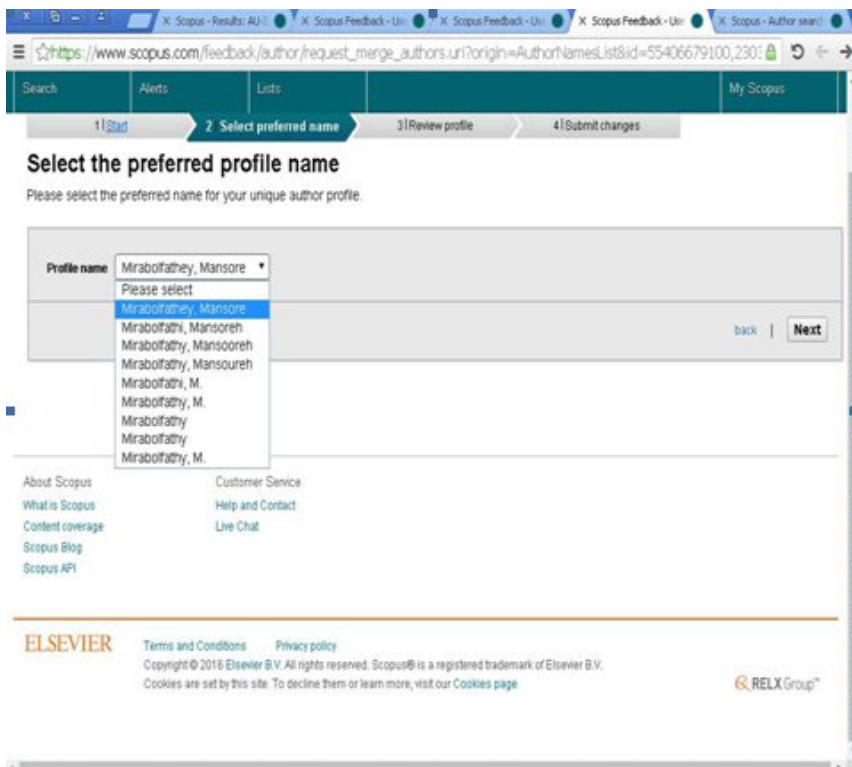 Scopus - Results: AU-I
Scopus Feedback - Us
Scopus Feedback - Us
Scopus Feedback - Us
Scopus - Author searc
https://www.scopus.com/feedback/author/request_merge_authors.uri?origin=AuthorNamesList&id=55406679100,230
Search Alerts Lists My Scopus
1 | Start 2 Select preferred name 3 | Review profile 4 | Submit changes
Select the preferred profile name
Please select the preferred name for your unique author profile.
Profile name Mirabolfathey, Mansore
Please select
Mirabolfathey, Mansore
Mirabolfathi, Mansoreh
Mirabolfathy, Mansooreh
Mirabolfathy, Mansoureh
Mirabolfathi, M.
Mirabolfathy, M.
Mirabolfathy
Mirabolfathy
Mirabolfathy, M.
back | Next
About Scopus Customer Service
What is Scopus Help and Contact
Content coverage Live Chat
Scopus Blog
Scopus API
ELSEVIER Terms and Conditions Privacy policy
Copyright © 2016 Elsevier B.V. All rights reserved. Scopus® is a registered trademark of Elsevier B.V.
Cookies are set by this site. To decline them or learn more, visit our Cookies page
RELX Group™